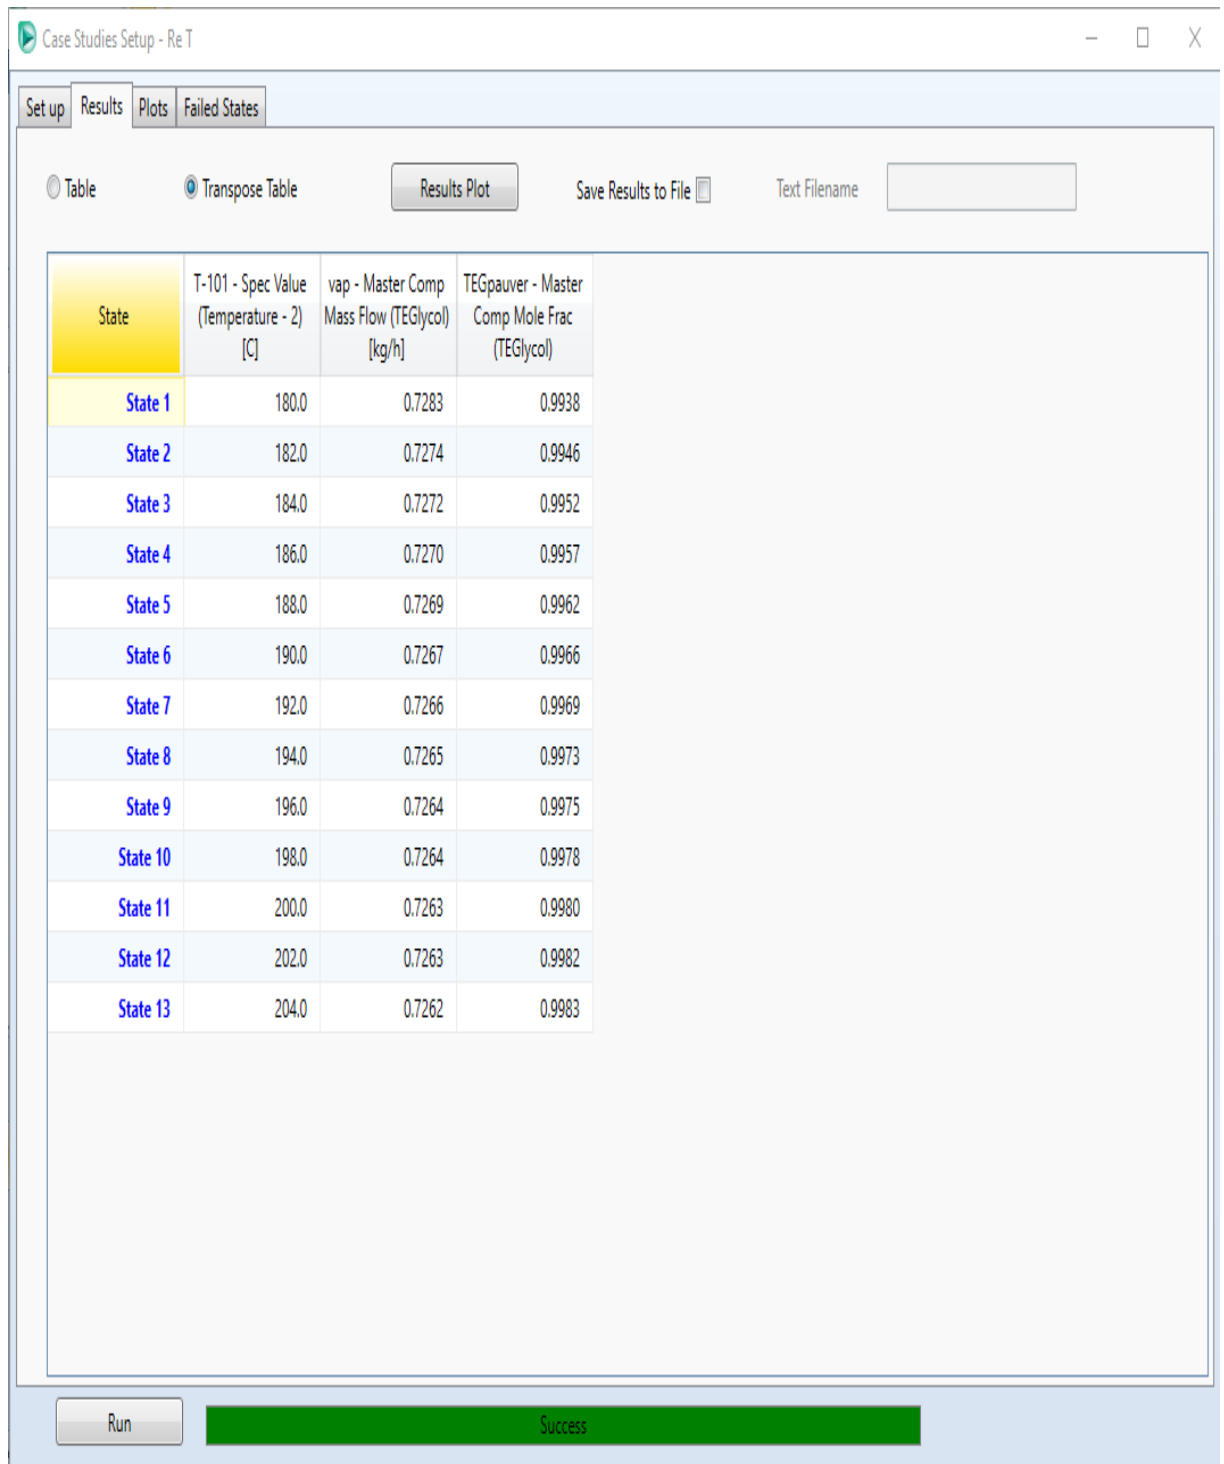 Case Studies Setup - Re T
Set up Results Plots Failed States
Table Transpose Table Results Plot Save Results to File Text Filename
State
T-101 - Spec Value
(Temperature - 2)
[C]
vap - Master Comp
Mass Flow (TEGlycol)
[kg/h]
TEGpauver - Master
Comp Mole Frac
(TEGlycol)
State 1 180.0 0.7283 0.9938
State 2 182.0 0.7274 0.9946
State 3 184.0 0.7272 0.9952
State 4 186.0 0.7270 0.9957
State 5 188.0 0.7269 0.9962
State 6 190.0 0.7267 0.9966
State 7 192.0 0.7266 0.9969
State 8 194.0 0.7265 0.9973
State 9 196.0 0.7264 0.9975
State 10 198.0 0.7264 0.9978
State 11 200.0 0.7263 0.9980
State 12 202.0 0.7263 0.9982
State 13 204.0 0.7262 0.9983
Run Success